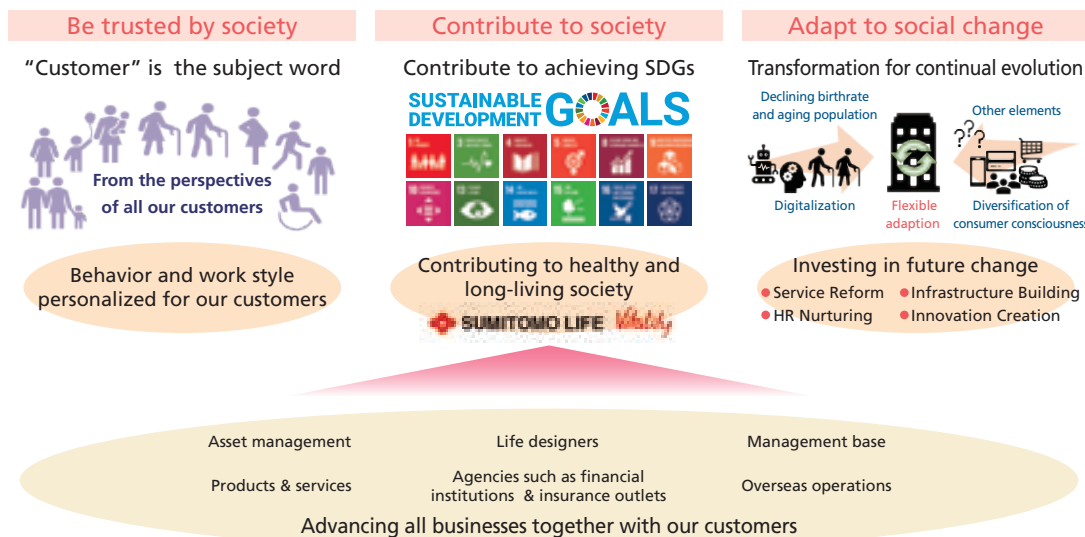 Be trusted by society
"Customer" is the subject word
From the perspectives
of all our customers
Behavior and work style
personalized for our customers
Contribute to society
Contribute to achieving SDGs
SUSTAINABLE
DEVELOPMENT
GOALS
Contributing to healthy and
long-living society
SUMITOMO LIFE Vitality
Adapt to social change
Transformation for continual evolution
Declining birthrate
and aging population
Other elements
???
Digitalization
Flexible
adaption
Diversification of
consumer consciousness
Investing in future change
Service Reform
Infrastructure Building
HR Nurturing
Innovation Creation
Asset management
Life designers
Management base
Products & services
Agencies such as financial
institutions & insurance outlets
Overseas operations
Advancing all businesses together with our customers